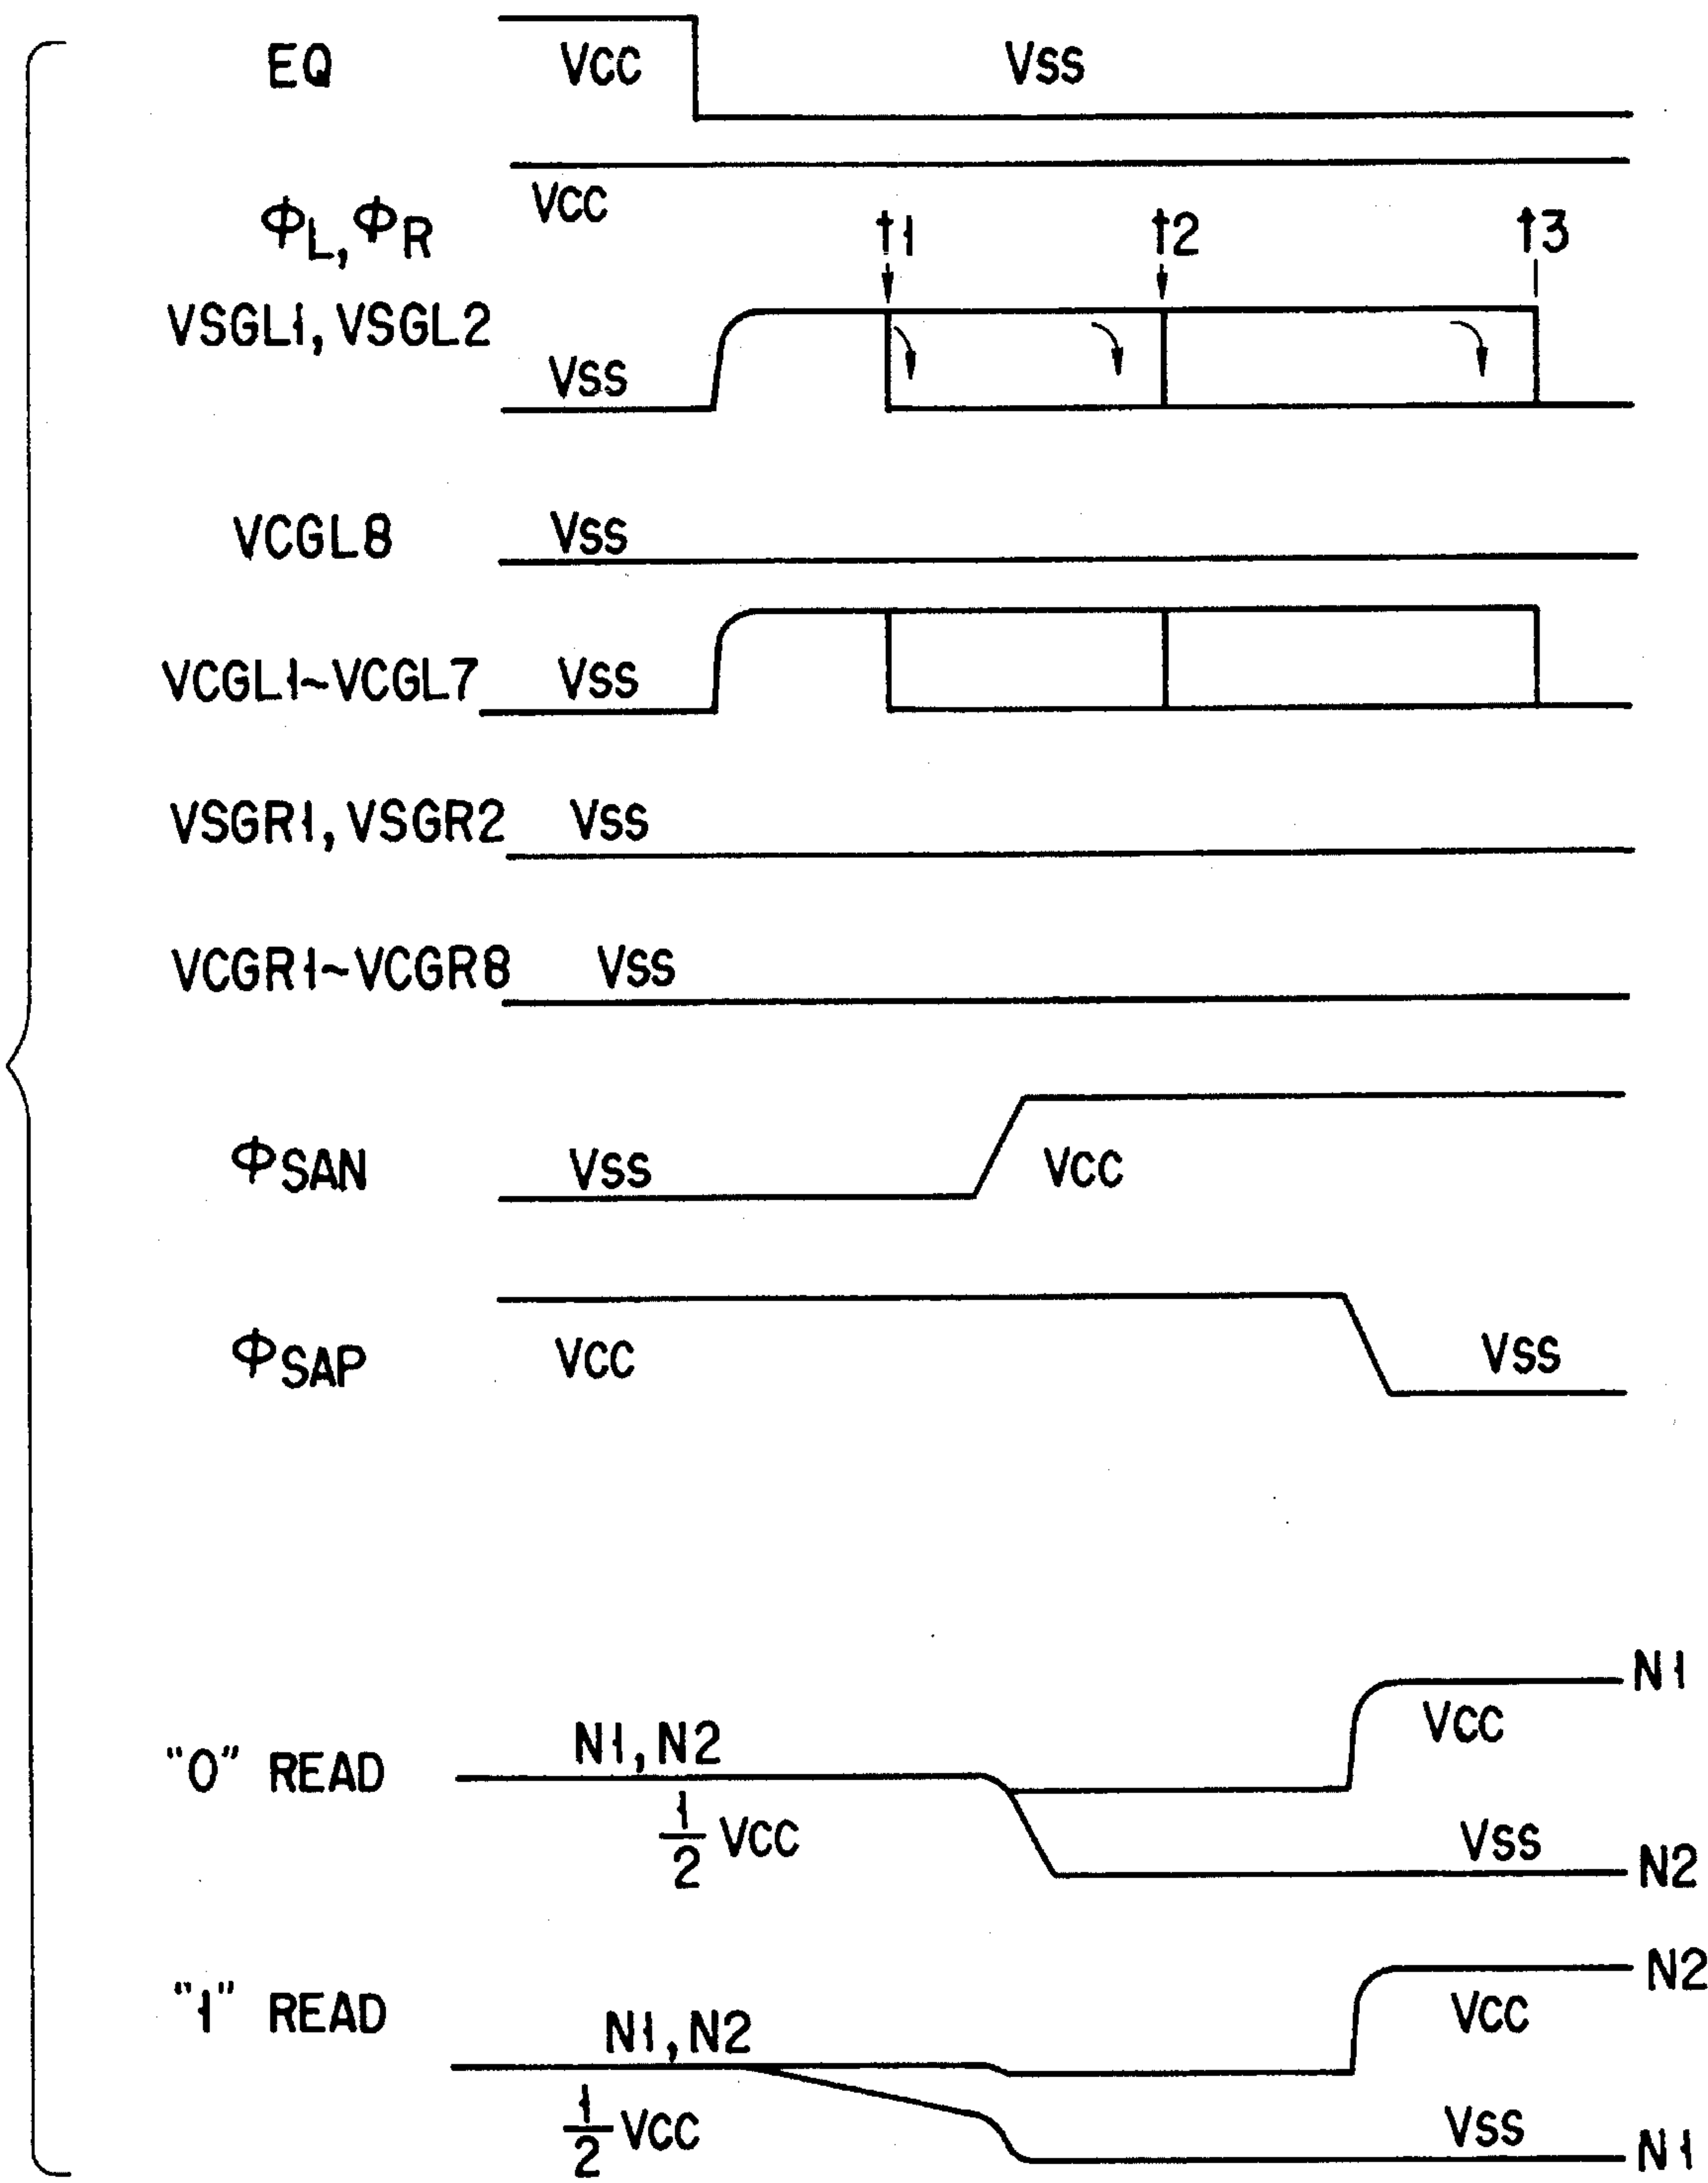 EQ VCC VSS
VCC
ΦL, ΦR t1 t2 t3
VSGL1, VSGL2 VSS
VCGL8 VSS
VCGL1~VCGL7 VSS
VSGR1, VSGR2 VSS
VCGR1~VCGR8 VSS
ΦSAN VSS VCC
ΦSAP VCC VSS
N1
"0" READ N1, N2 VCC
1/2 VCC VSS
N2
N2
"1" READ N1, N2 VCC
1/2 VCC VSS
N1